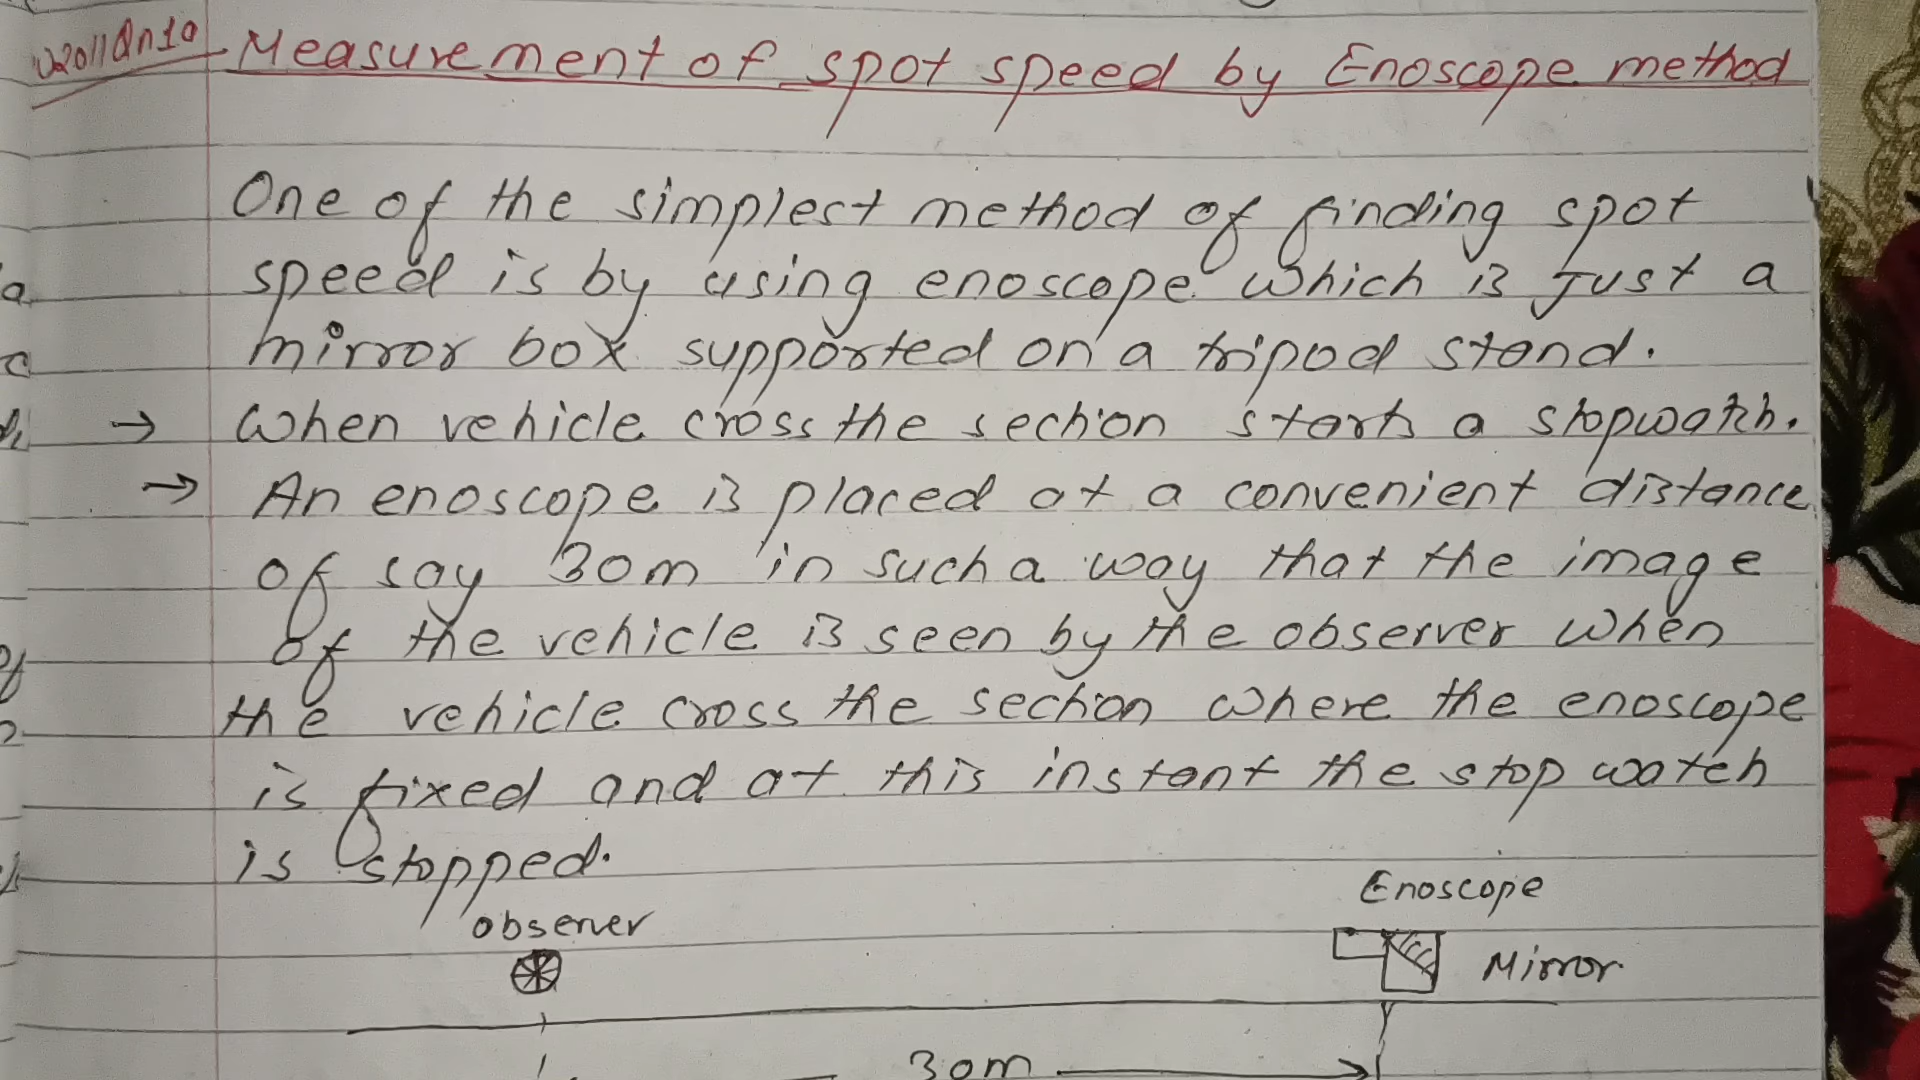 Measurement of spot speed by Enoscope method
One of the simplest method of finding spot
speed is by using enoscope which is just a
mirror box supported on a tripod stand.
→ When vehicle cross the section starts a stopwatch.
→ An enoscope is placed at a convenient distance
of say 30m in such a way that the image
of the vehicle is seen by the observer when
the vehicle cross the section where the enoscope
is fixed and at this instant the stop watch
is stopped.
Enoscope
observer
Mirror
30m